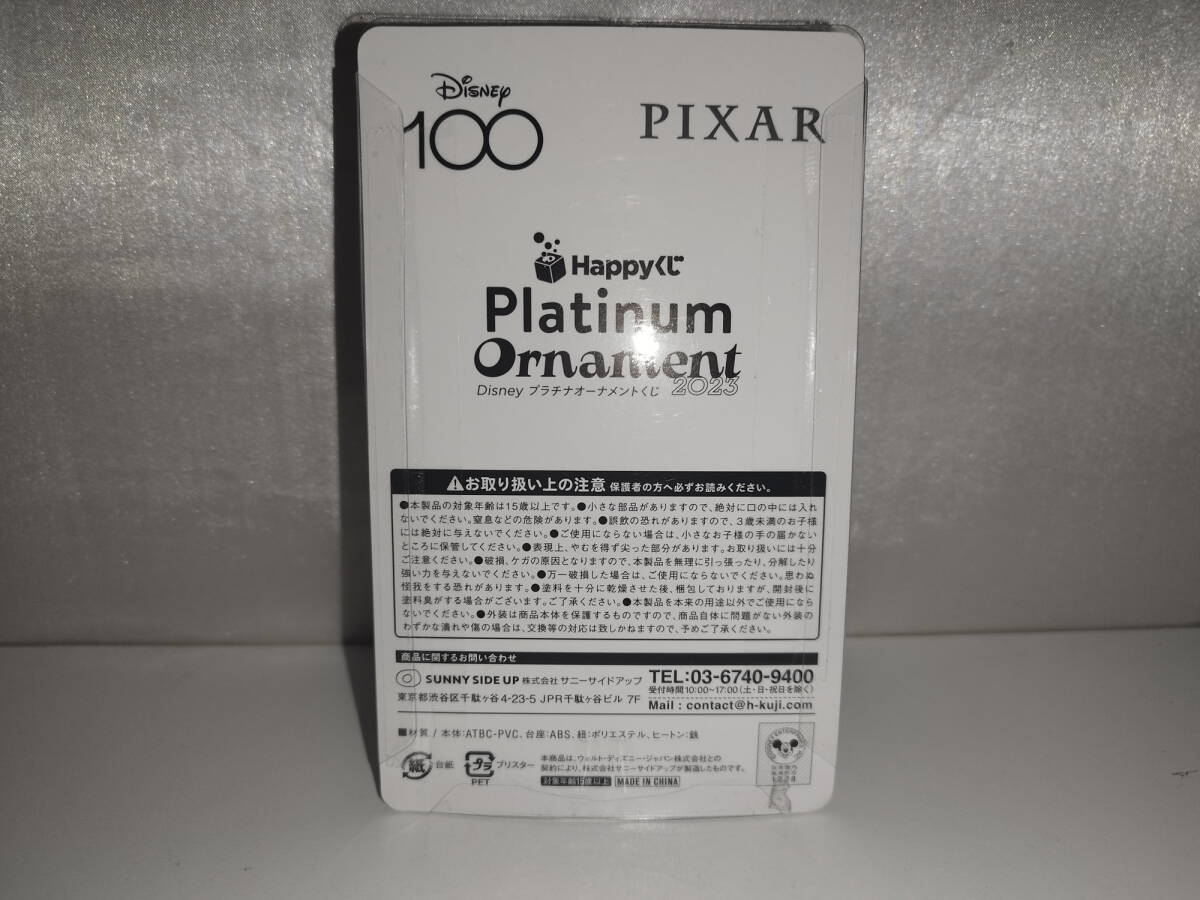 Disney
100
PIXAR
Happyくじ
Platinum
Ornament
Disney プラチナオーナメントくじ 2023
お取り扱い上の注意 保護者の方へ必ずお読みください。
●本製品の対象年齢は15歳以上です。●小さな部品がありますので、絶対に口の中には入れ
ないでください。窒息などの危険があります。●誤飲の恐れがありますので、3歳未満のお子様
には絶対に与えないでください。●ご使用にならない場合は、小さなお子様の手の届かない
ところに保管してください。●表現上、やむを得ず尖った部分があります。お取り扱いには十分
ご注意ください。●破損、ケガの原因となりますので、本製品を無理に引っ張ったり、分解したり
強い力を与えないでください。●万一破損した場合は、ご使用にならないでください。思わぬ
怪我をする恐れがあります。●塗料を十分に乾燥させた後、梱包しておりますが、開封後に
塗料臭がする場合がございます。ご了承ください。●本製品を本来の用途以外でご使用になら
ないでください。●外装は商品本体を保護するものですので、商品自体に問題がない外装の
わずかな潰れや傷の場合は、交換等の対応は致しかねますので、予めご了承ください。
商品に関するお問い合わせ
SUNNY SIDE UP 株式会社 サニーサイドアップ
東京都渋谷区千駄ヶ谷4-23-5 JPR千駄ヶ谷ビル 7F
TEL:03-6740-9400
受付時間10:00~17:00(土・日・祝日を除く)
Mail : contact@h-kuji.com
■材質 / 本体:ATBC-PVC、台座:ABS、紐:ポリエステル、ヒートン:鉄
紙 台紙
プラ ブリスター
PET
本商品は、ウォルト・ディズニー・ジャパン株式会社との
契約により、株式会社サニーサイドアップが製造したものです。
対象年齢15歳以上 MADE IN CHINA